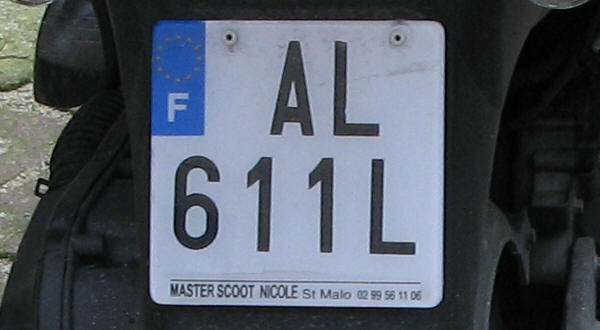 F
AL
611L
MASTER SCOOT NICOLE St Malo 02 99 56 11 06